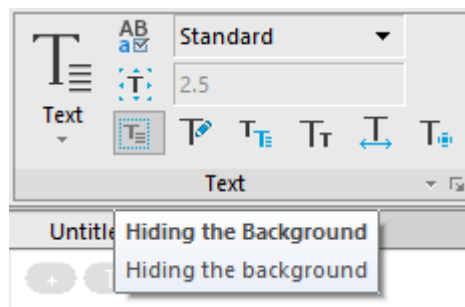 AB
a
Standard
2.5
Text
Text
Untitle
Hiding the Background
Hiding the background